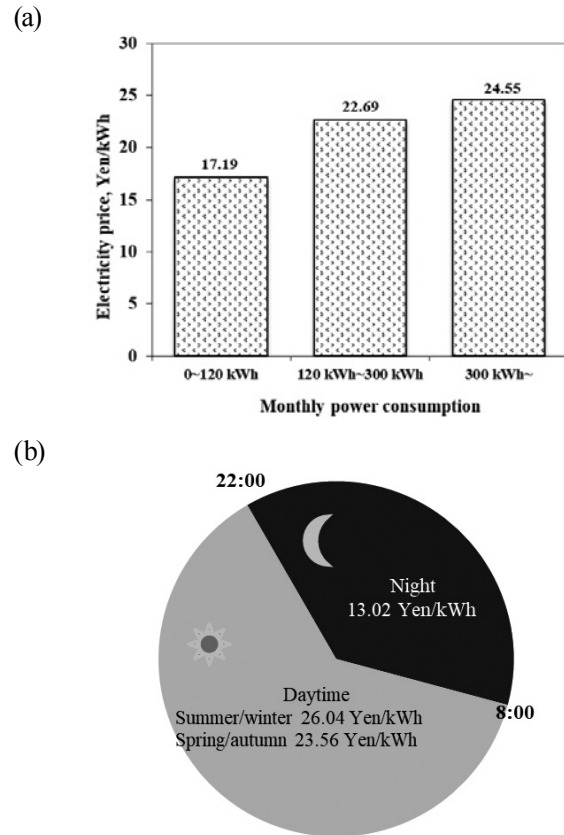 (a)
Electricity price, Yen/kWh
30
25
20
15
10
5
0
17.19
22.69
24.55
0~120 kWh
120 kWh~300 kWh
300 kWh~
Monthly power consumption
(b)
22:00
Night
13.02 Yen/kWh
Daytime
Summer/winter 26.04 Yen/kWh
Spring/autumn 23.56 Yen/kWh
8:00